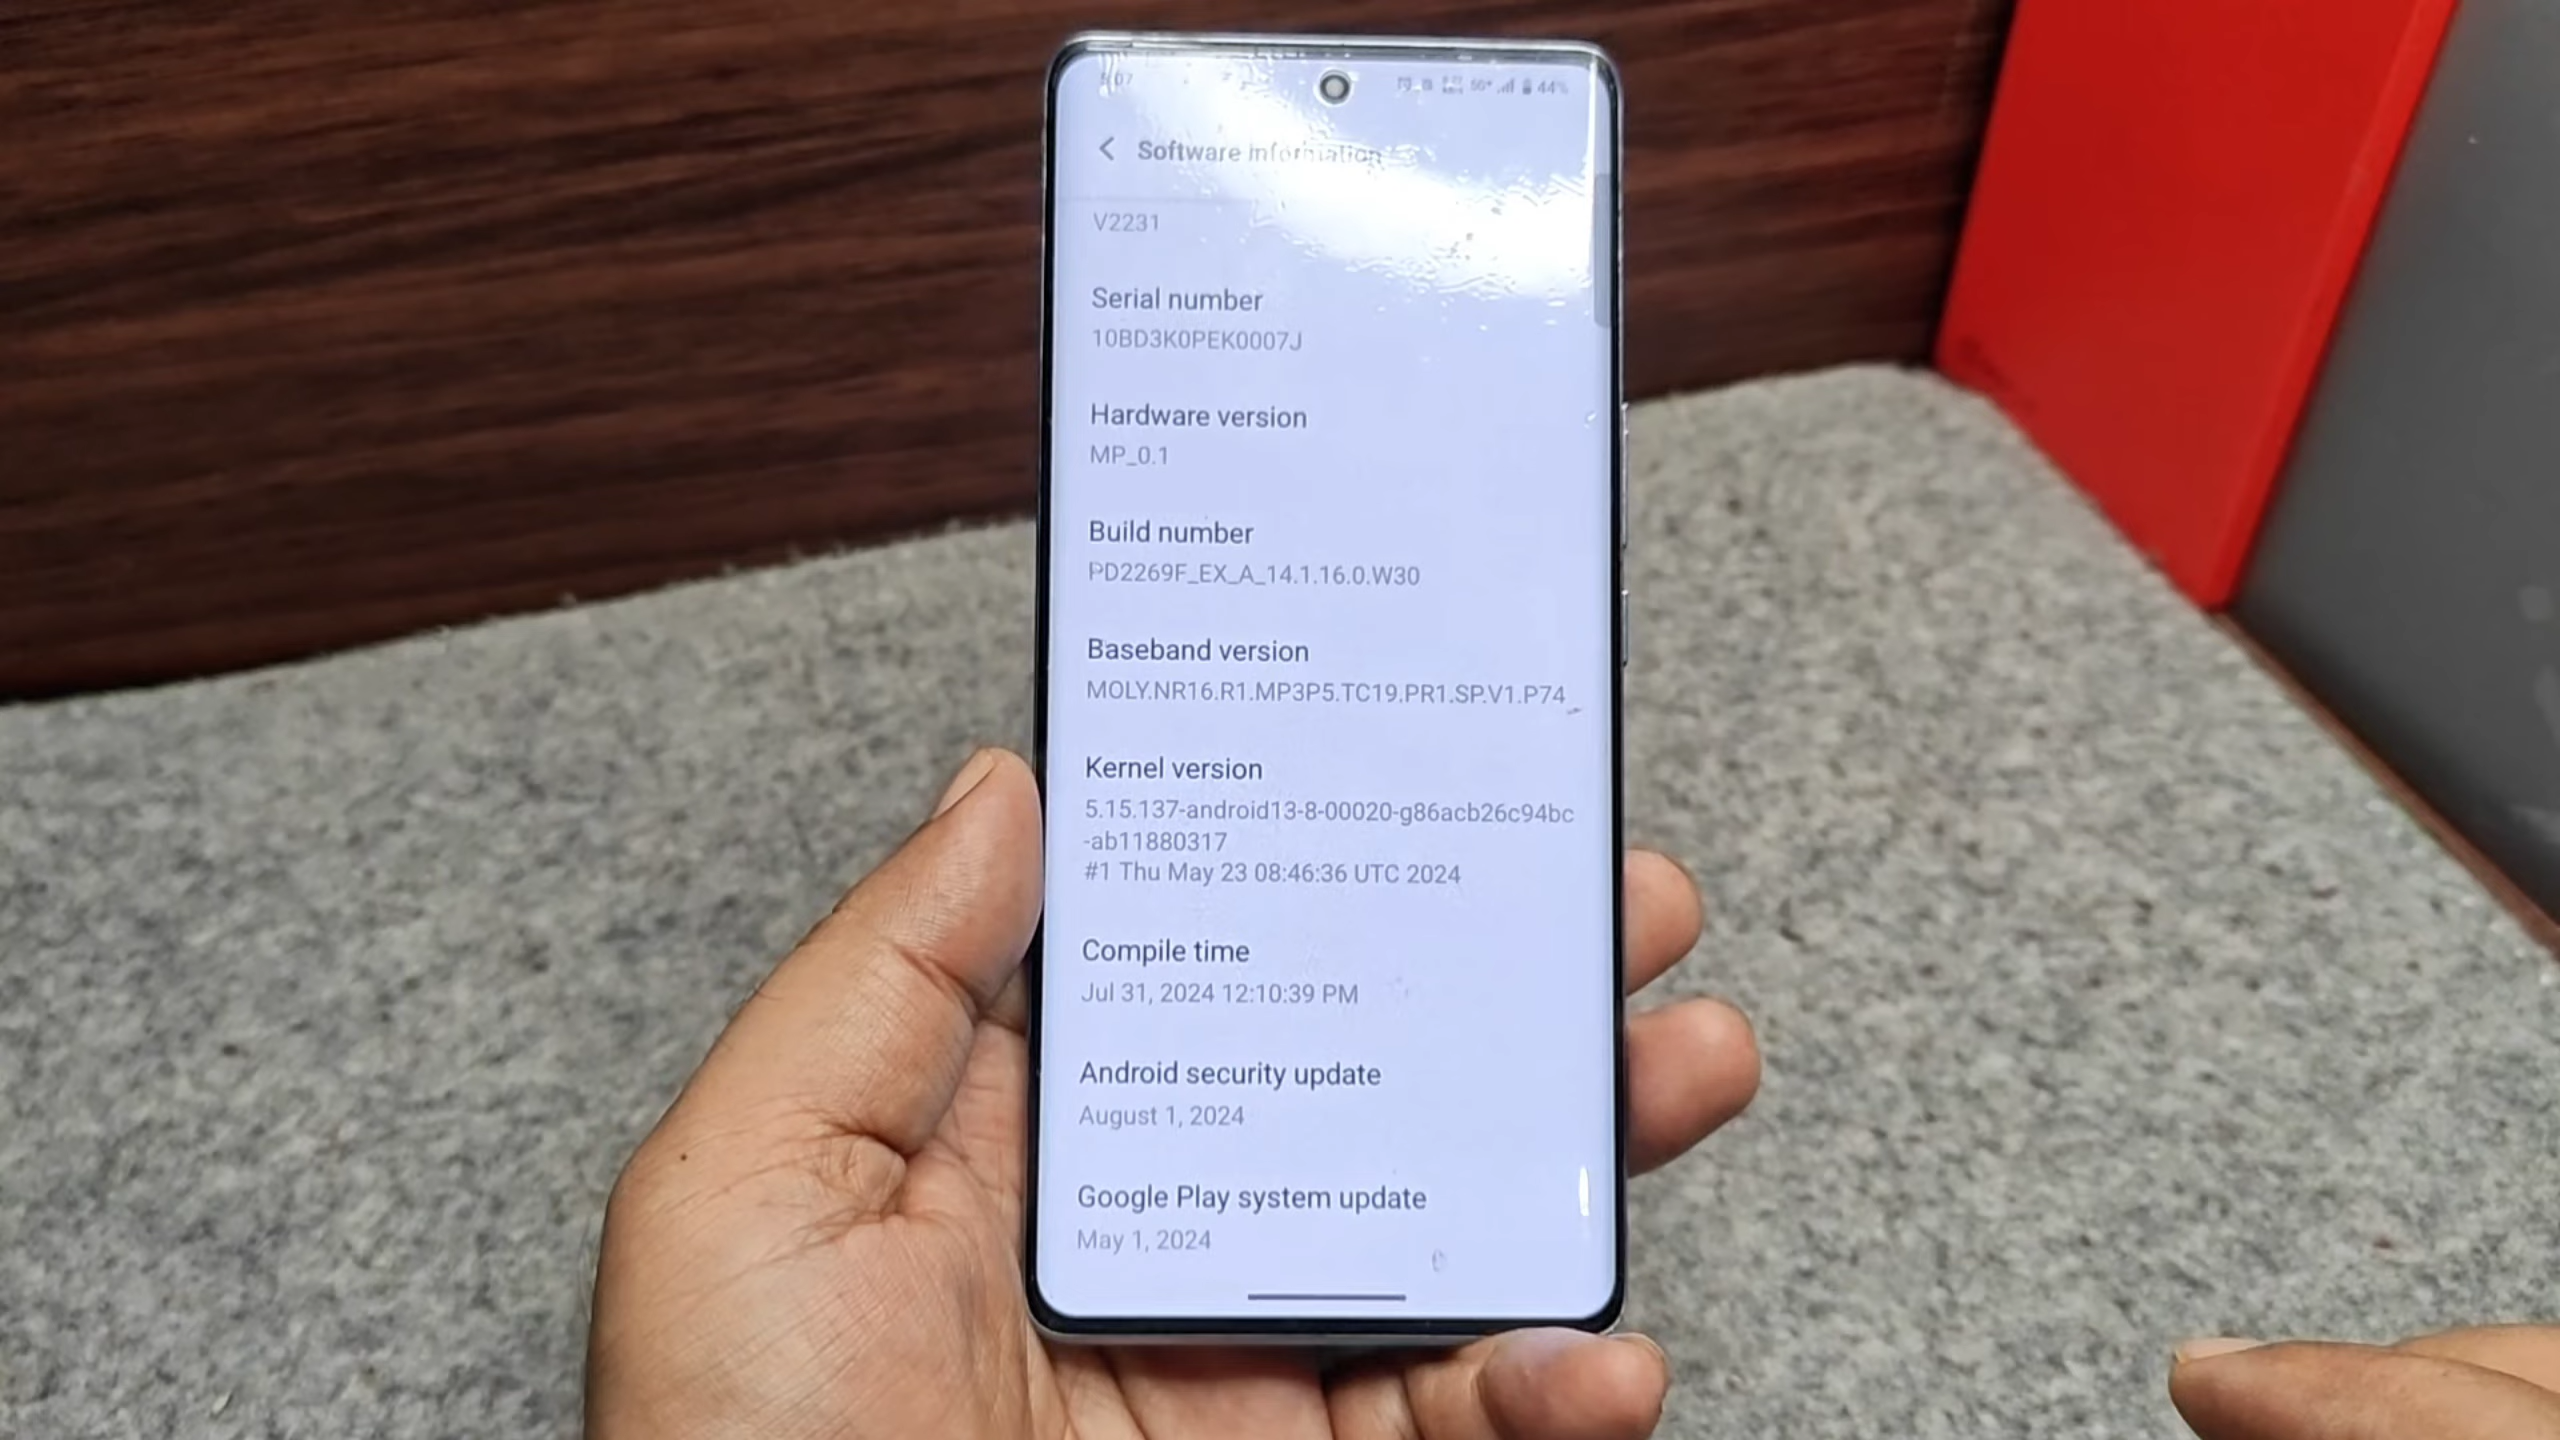 5G+ 44%
Software information
V2231
Serial number
10BD3K0PEK0007J
Hardware version
MP_0.1
Build number
PD2269F_EX_A_14.1.16.0.W30
Baseband version
MOLY.NR16.R1.MP3P5.TC19.PR1.SP.V1.P74
Kernel version
5.15.137-android13-8-00020-g86acb26c94bc
-ab11880317
#1 Thu May 23 08:46:36 UTC 2024
Compile time
Jul 31, 2024 12:10:39 PM
Android security update
August 1, 2024
Google Play system update
May 1, 2024